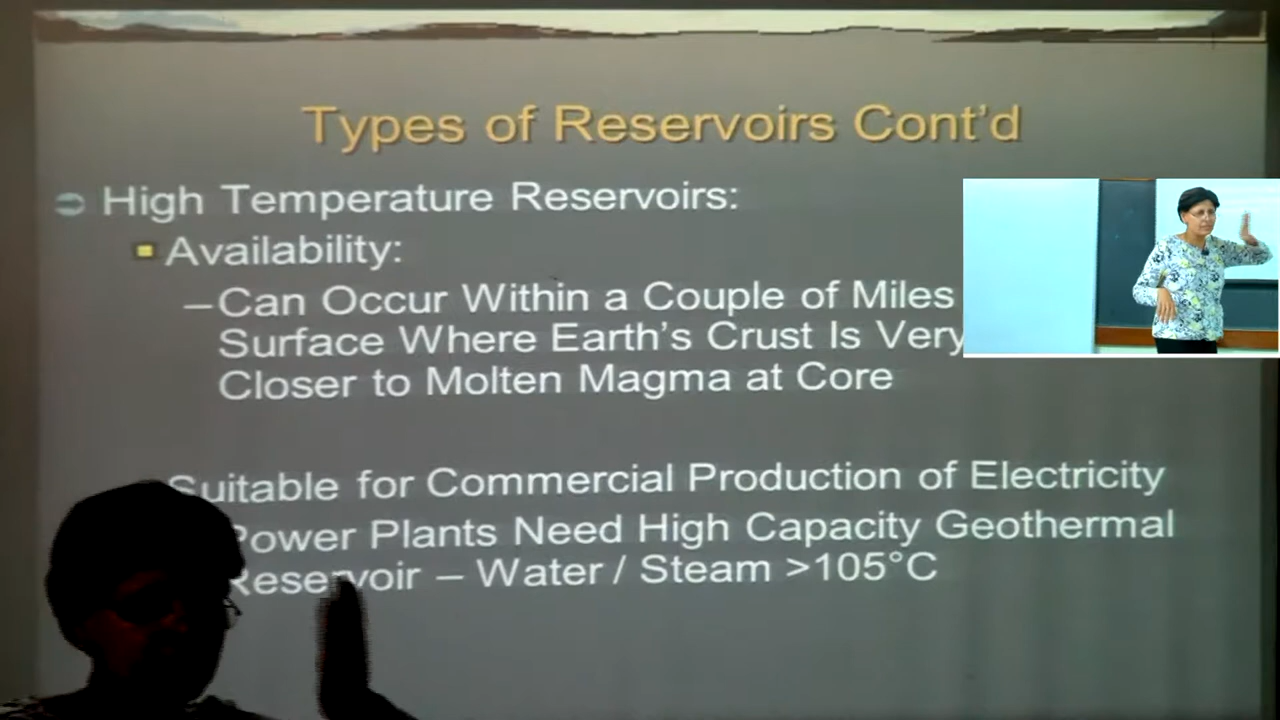 Types of Reservoirs Cont'd
High Temperature Reservoirs:
Availability:
–Can Occur Within a Couple of Miles
Surface Where Earth's Crust Is Very
Closer to Molten Magma at Core
Suitable for Commercial Production of Electricity
Power Plants Need High Capacity Geothermal
Reservoir – Water / Steam >105°C